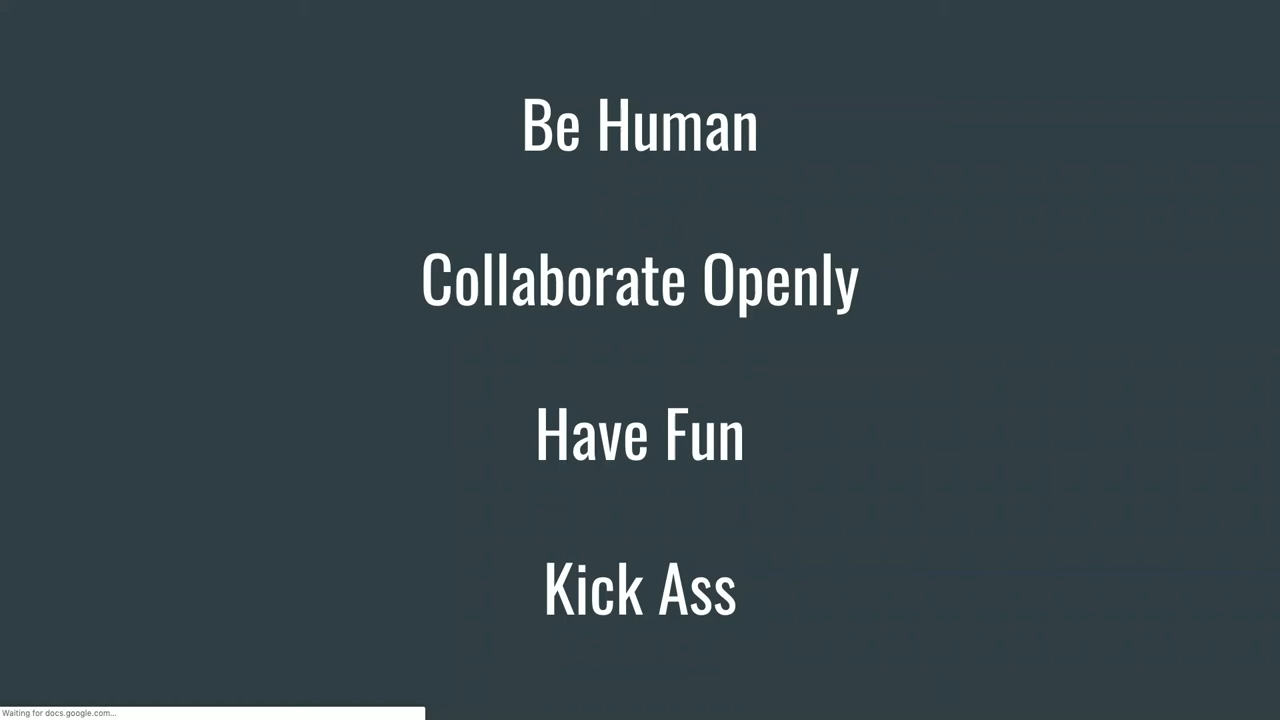 Be Human
Collaborate Openly
Have Fun
Kick Ass
Waiting for docs.google.com...